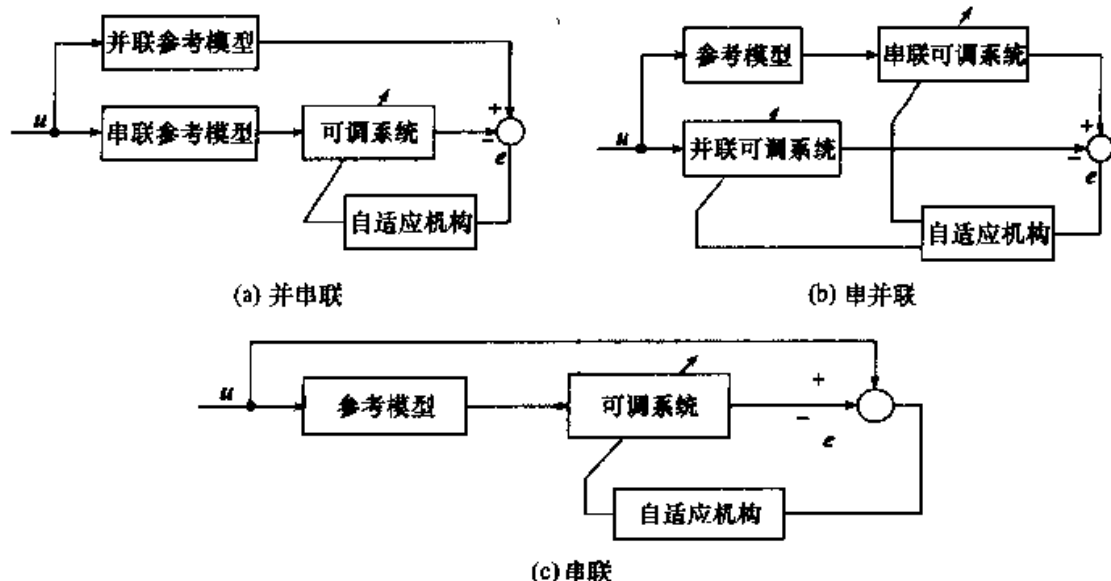 并联参考模型
u
串联参考模型
可调系统
+
−
e
自适应机构
(a) 并串联
参考模型
串联可调系统
u
并联可调系统
+
−
e
自适应机构
(b) 串并联
u
参考模型
可调系统
+
−
e
自适应机构
(c) 串联